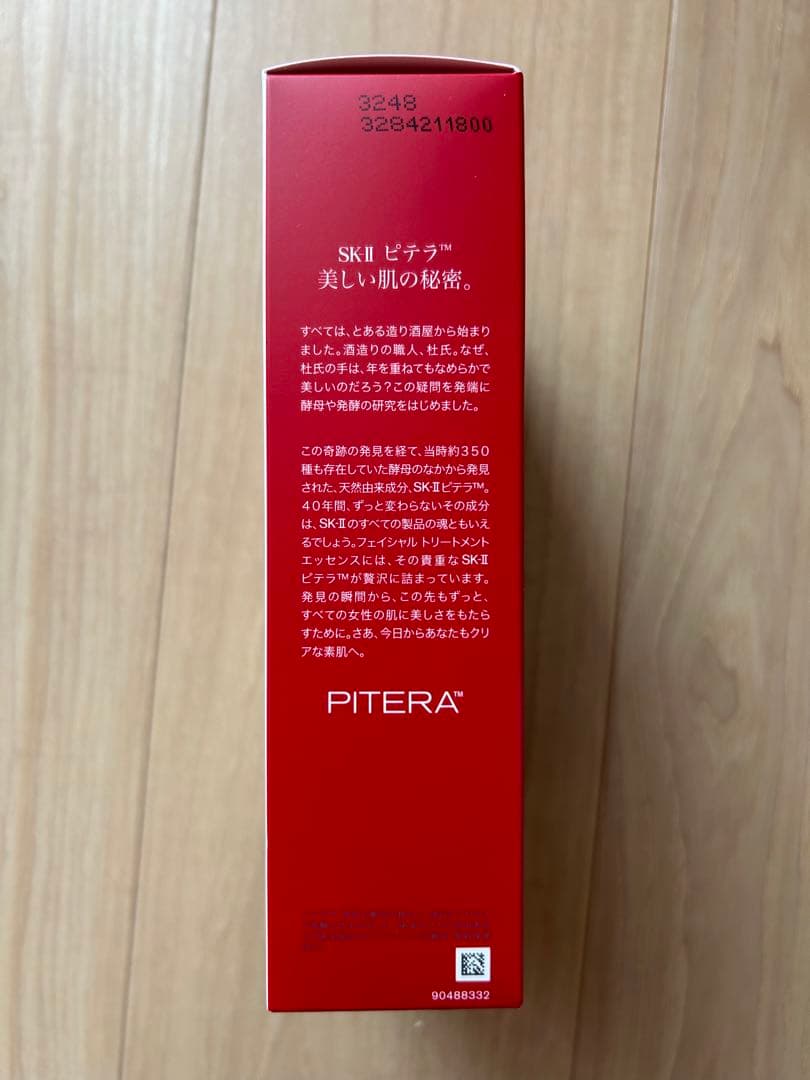 3248
3284211800
SK-II ピテラ™
美しい肌の秘密。
すべては、とある造り酒屋から始まり
ました。酒造りの職人、杜氏。なぜ、
杜氏の手は、年を重ねてもなめらかで
美しいのだろう?この疑問を発端に
酵母や発酵の研究をはじめました。
この奇跡の発見を経て、当時約350
種も存在していた酵母のなかから発見
された、天然由来成分、SK-IIピテラ™。
40年間、ずっと変わらないその成分
は、SK-IIのすべての製品の魂ともいえ
るでしょう。フェイシャル トリートメント
エッセンスには、その貴重なSK-II
ピテラ™が贅沢に詰まっています。
発見の瞬間から、この先もずっと、
すべての女性の肌に美しさをもたら
すために。さあ、今日からあなたもクリ
アな素肌へ。
PITERA™
90488332